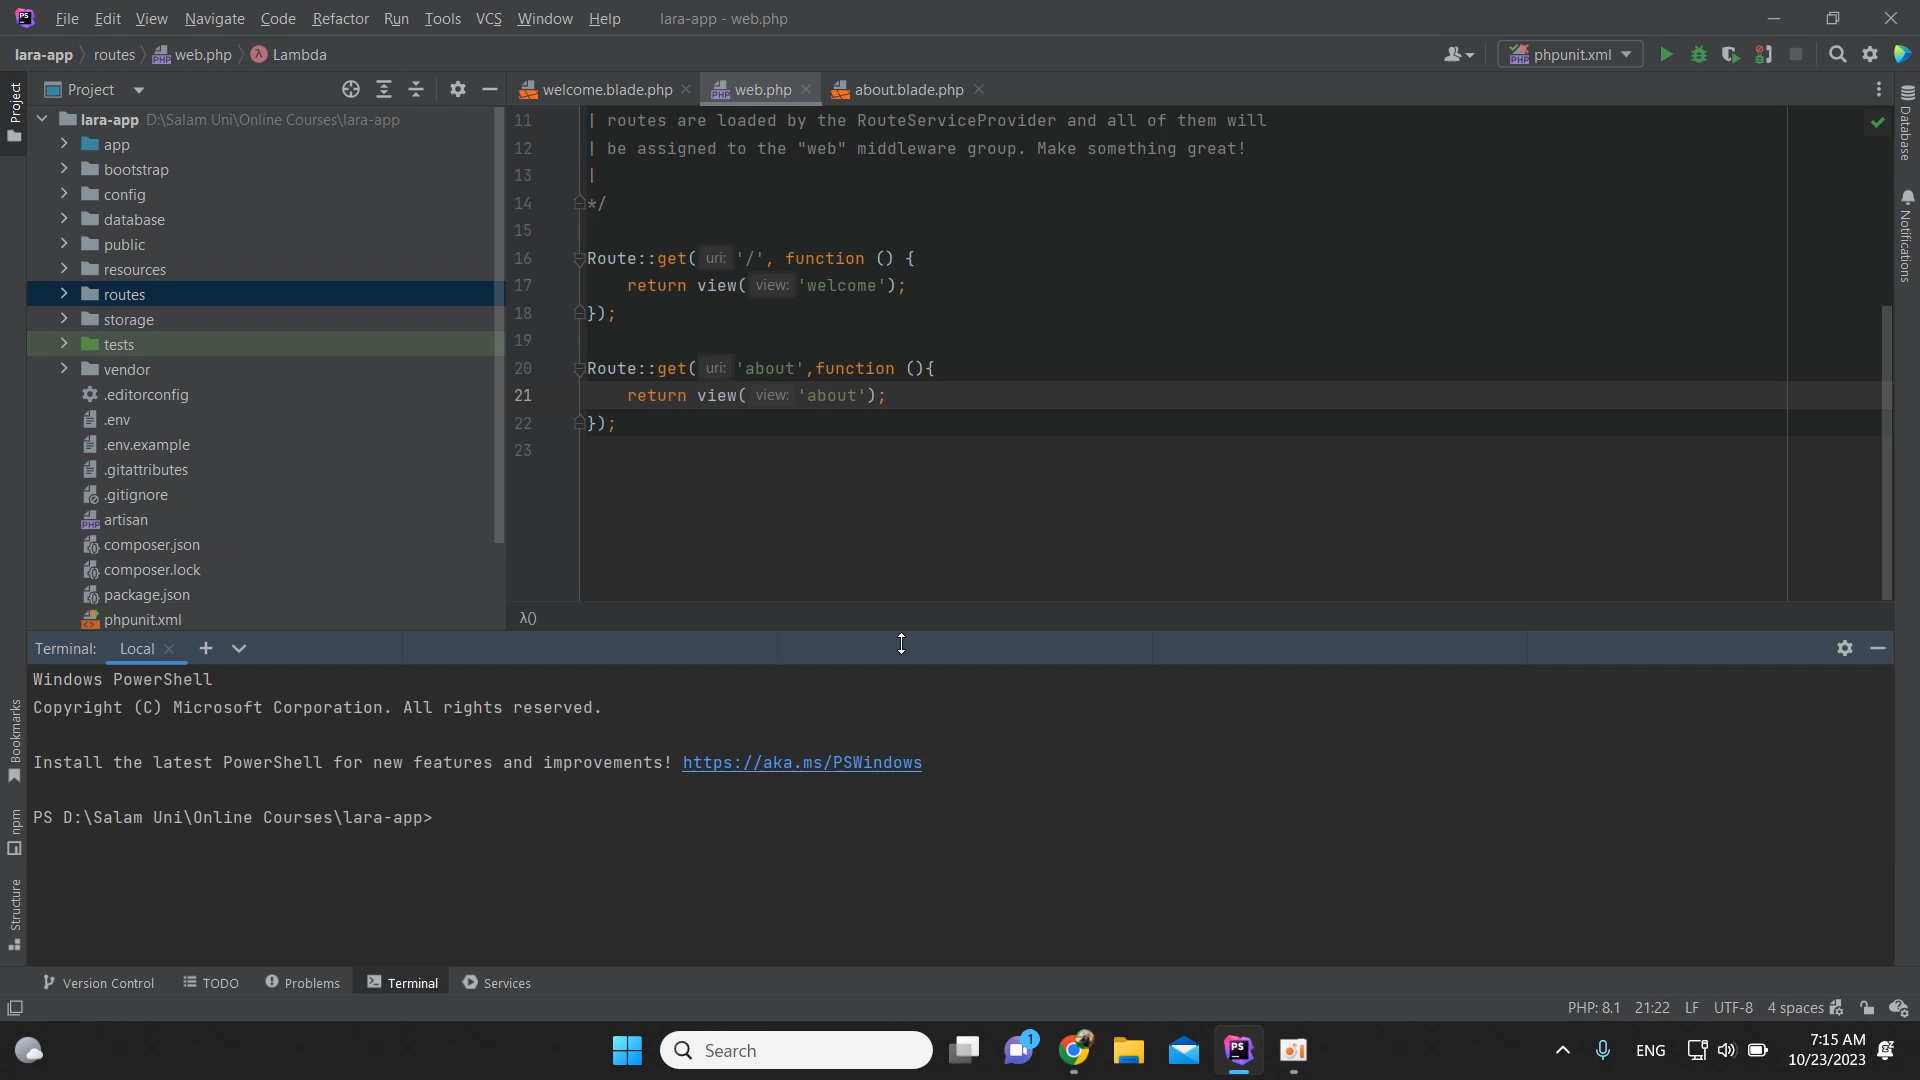 PS File Edit View Navigate Code Refactor Run Tools VCS Window Help lara-app - web.php
lara-app routes web.php λ Lambda phpunit.xml
Project Project welcome.blade.php web.php about.blade.php
lara-app D:\Salam Uni\Online Courses\lara-app
app
bootstrap
config
database
public
resources
routes
storage
tests
vendor
.editorconfig
.env
.env.example
.gitattributes
.gitignore
artisan
composer.json
composer.lock
package.json
phpunit.xml
11 | routes are loaded by the RouteServiceProvider and all of them will
12 | be assigned to the "web" middleware group. Make something great!
13 |
14 */
15
16 Route::get( uri: '/', function () {
17 return view( view: 'welcome');
18 });
19
20 Route::get( uri: 'about',function (){
21 return view( view: 'about');
22 });
23
λ()
Database
Notifications
Bookmarks
npm
Structure
Terminal: Local
Windows PowerShell
Copyright (C) Microsoft Corporation. All rights reserved.
Install the latest PowerShell for new features and improvements! https://aka.ms/PSWindows
PS D:\Salam Uni\Online Courses\lara-app>
Version Control TODO Problems Terminal Services
PHP: 8.1 21:22 LF UTF-8 4 spaces
Search 1 PS ENG 7:15 AM
10/23/2023